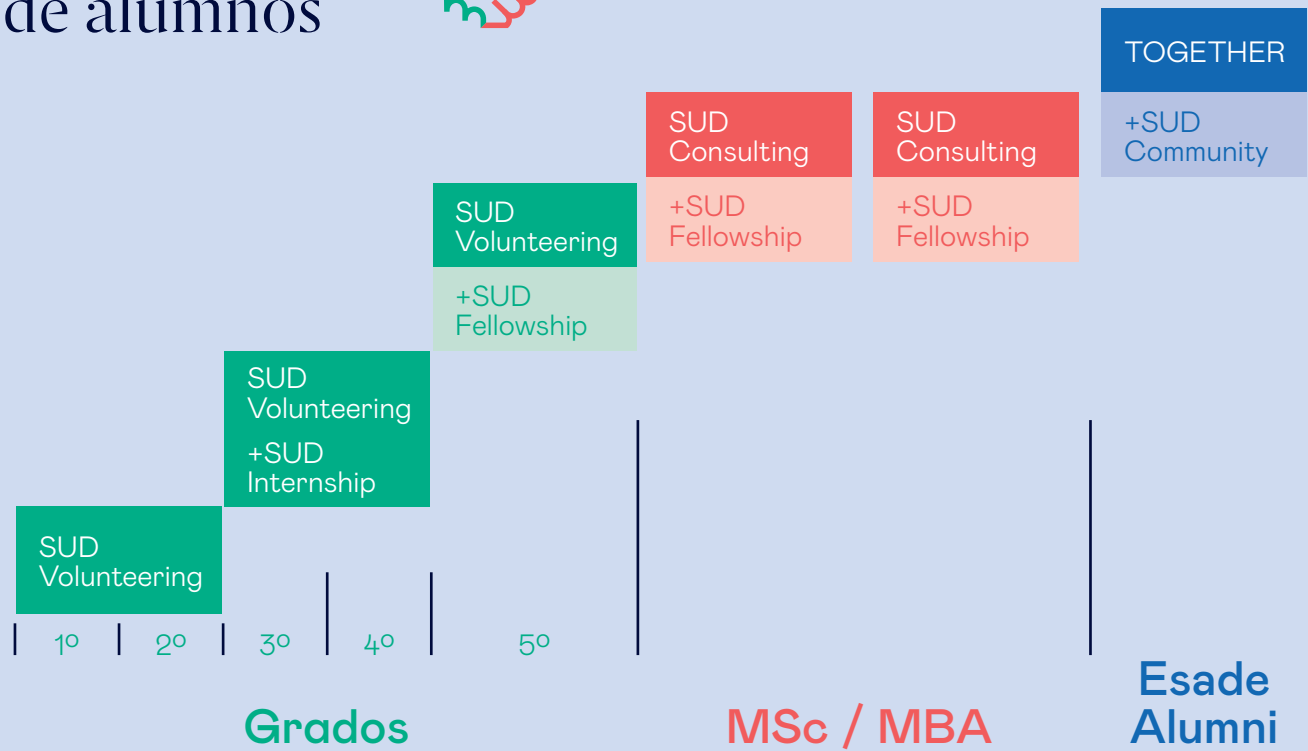 de alumnos
TOGETHER
+SUD
Community
SUD
Consulting
+SUD
Fellowship
SUD
Consulting
+SUD
Fellowship
SUD
Volunteering
+SUD
Fellowship
SUD
Volunteering
+SUD
Internship
SUD
Volunteering
1º
2º
3º
4º
5º
Grados
MSc / MBA
Esade
Alumni